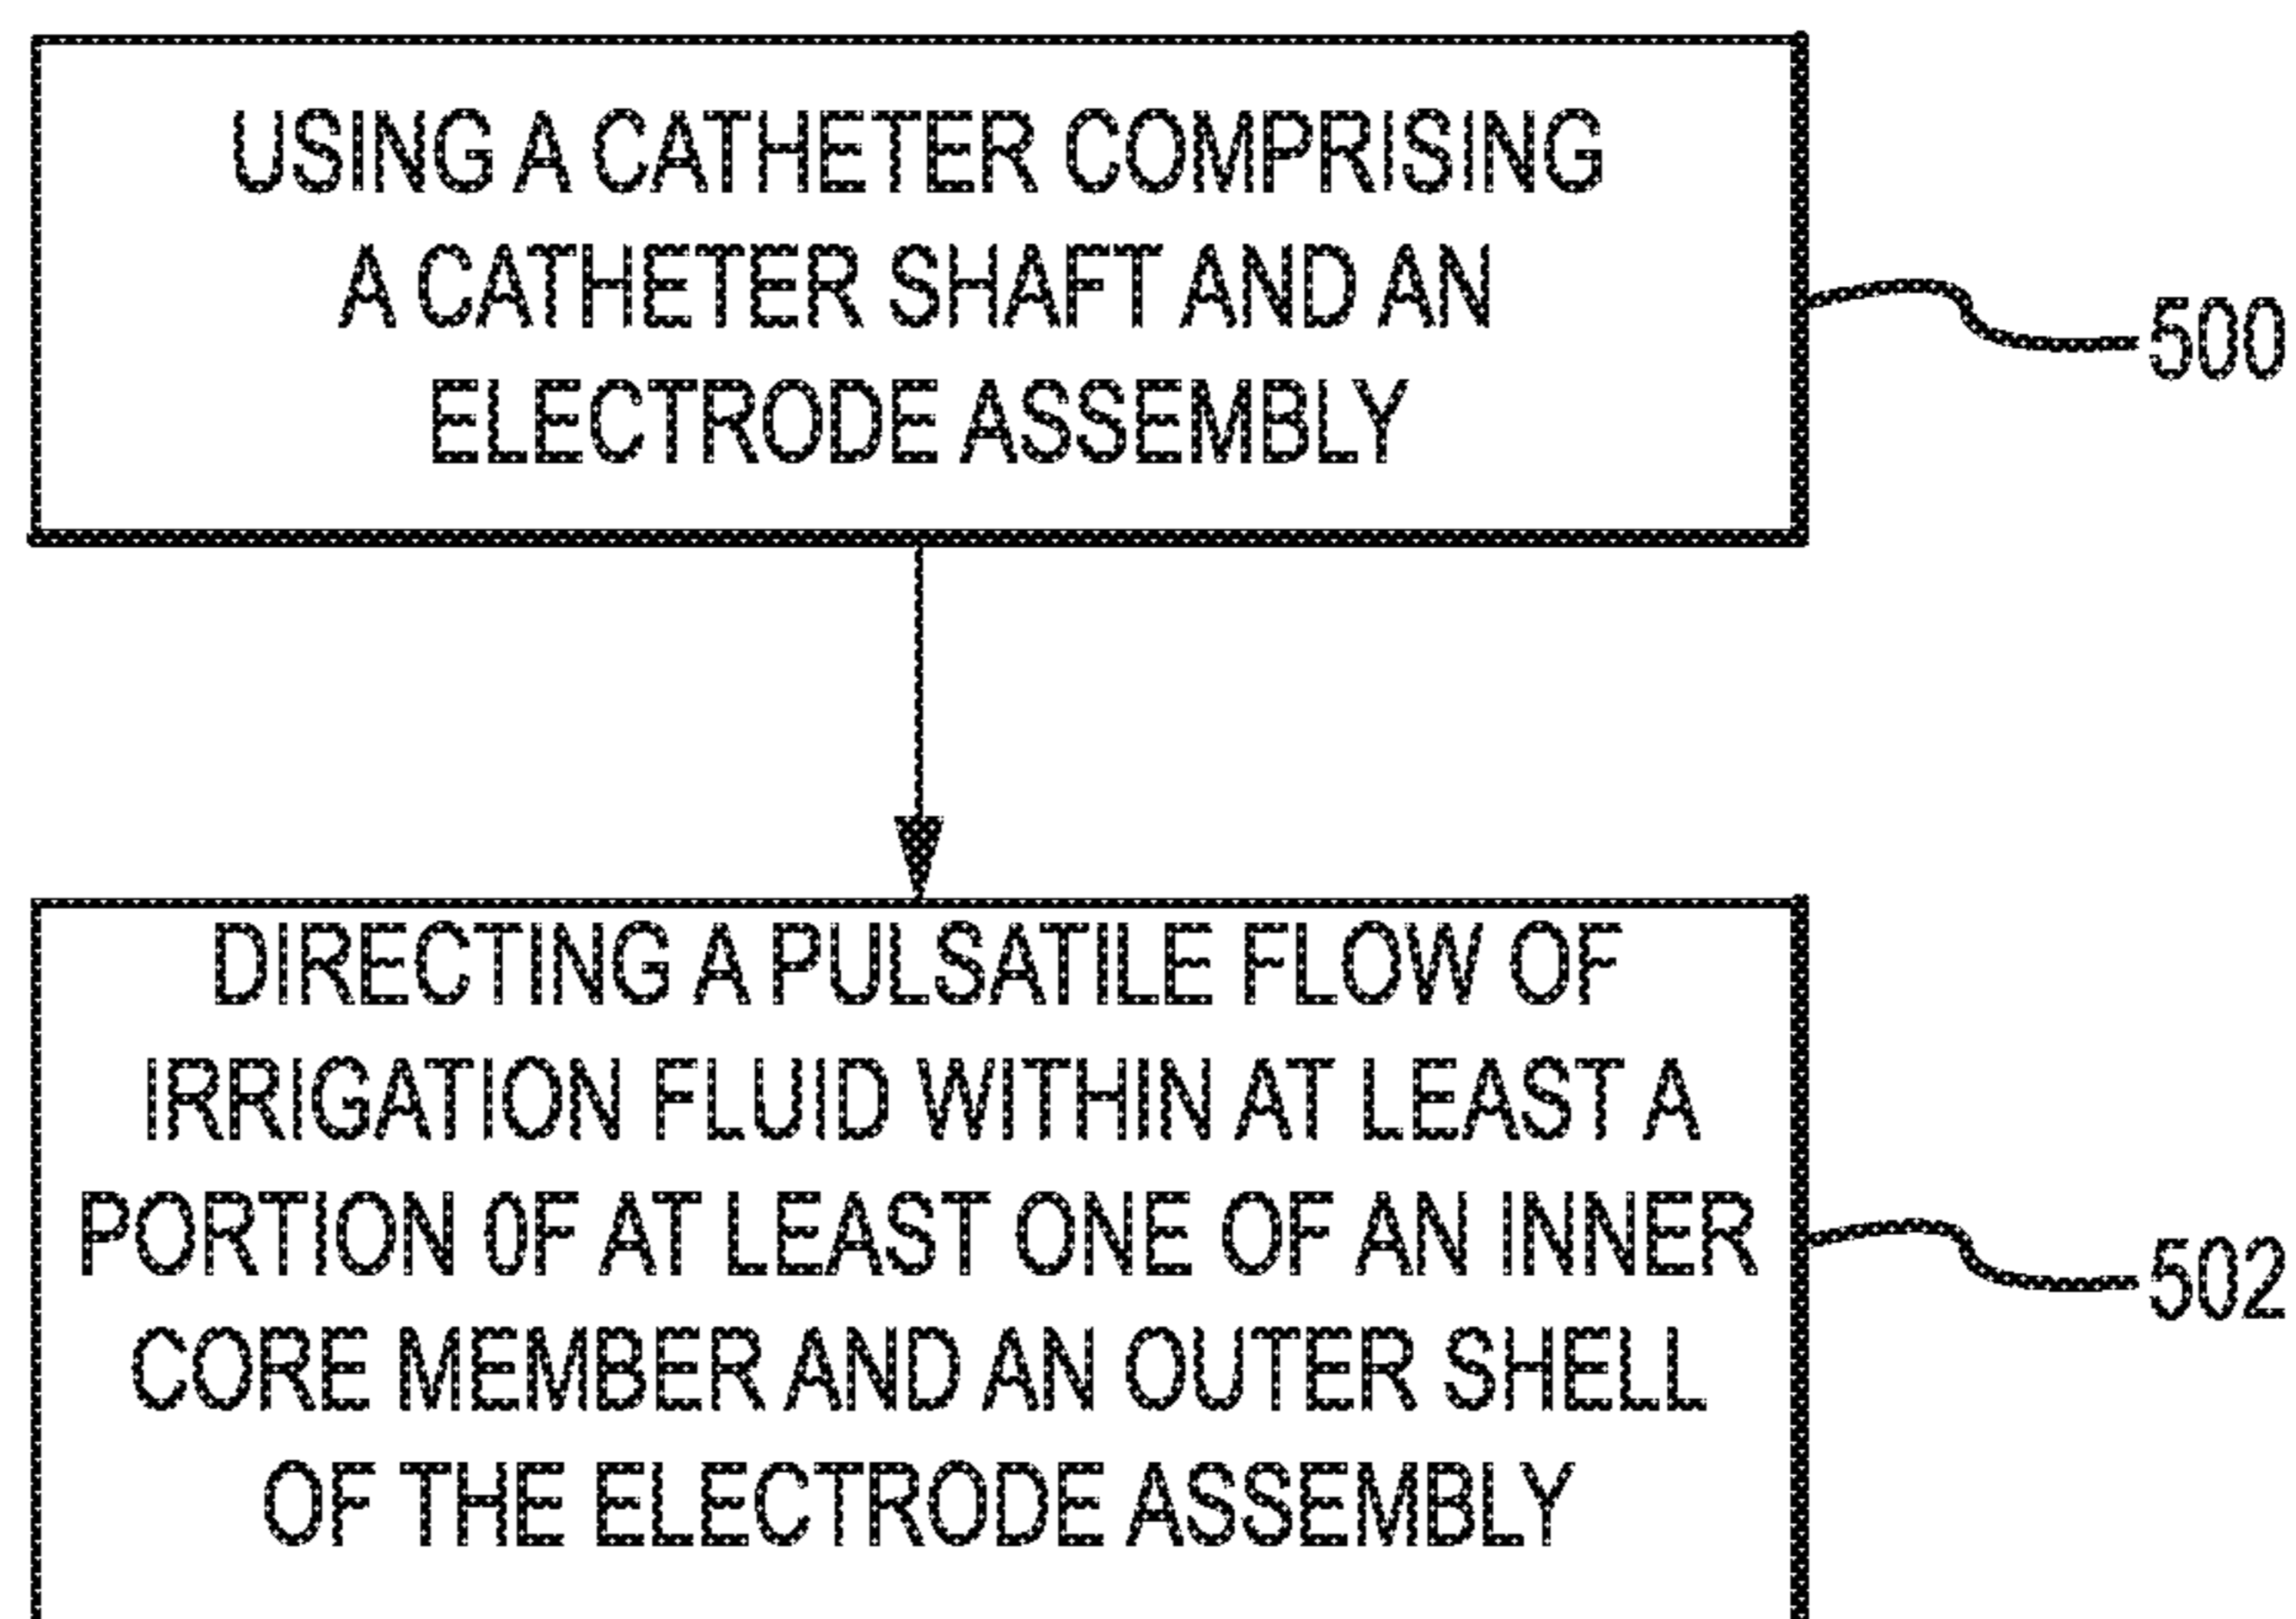 USING A CATHETER COMPRISING
A CATHETER SHAFT AND AN
ELECTRODE ASSEMBLY
500
DIRECTING A PULSATILE FLOW OF
IRRIGATION FLUID WITHIN AT LEAST A
PORTION 0F AT LEAST ONE OF AN INNER
CORE MEMBER AND AN OUTER SHELL
OF THE ELECTRODE ASSEMBLY
502